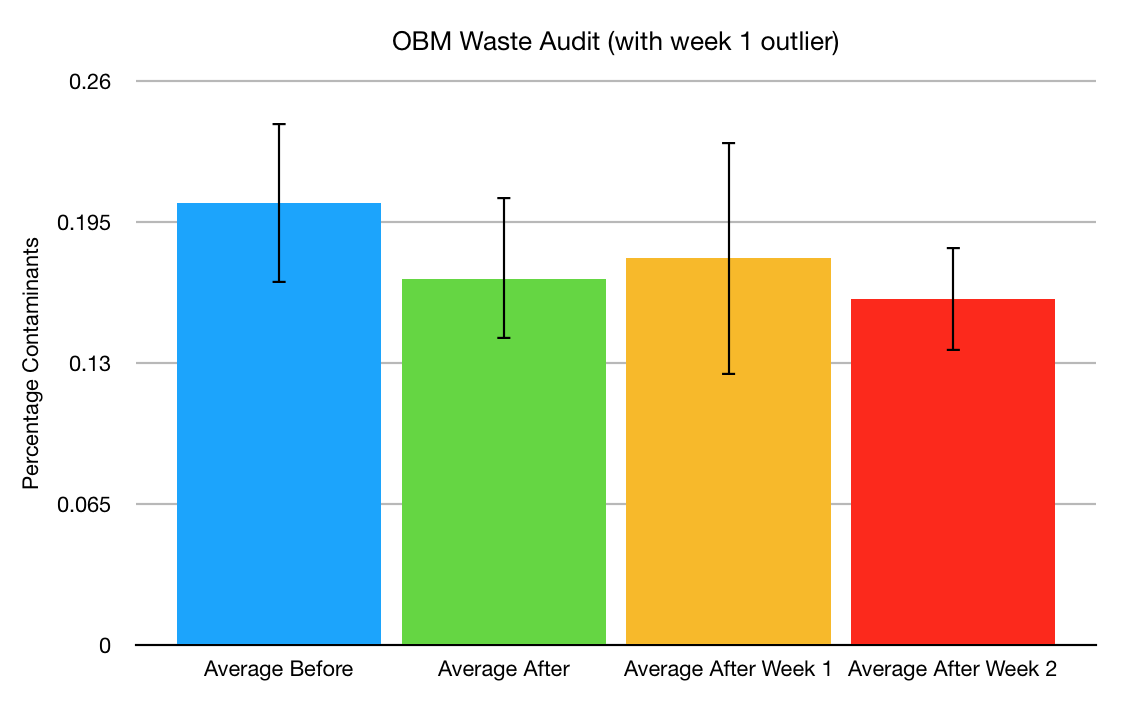 OBM Waste Audit (with week 1 outlier)
0.26
0.195
0.13
0.065
0
Percentage Contaminants
Average Before
Average After
Average After Week 1
Average After Week 2